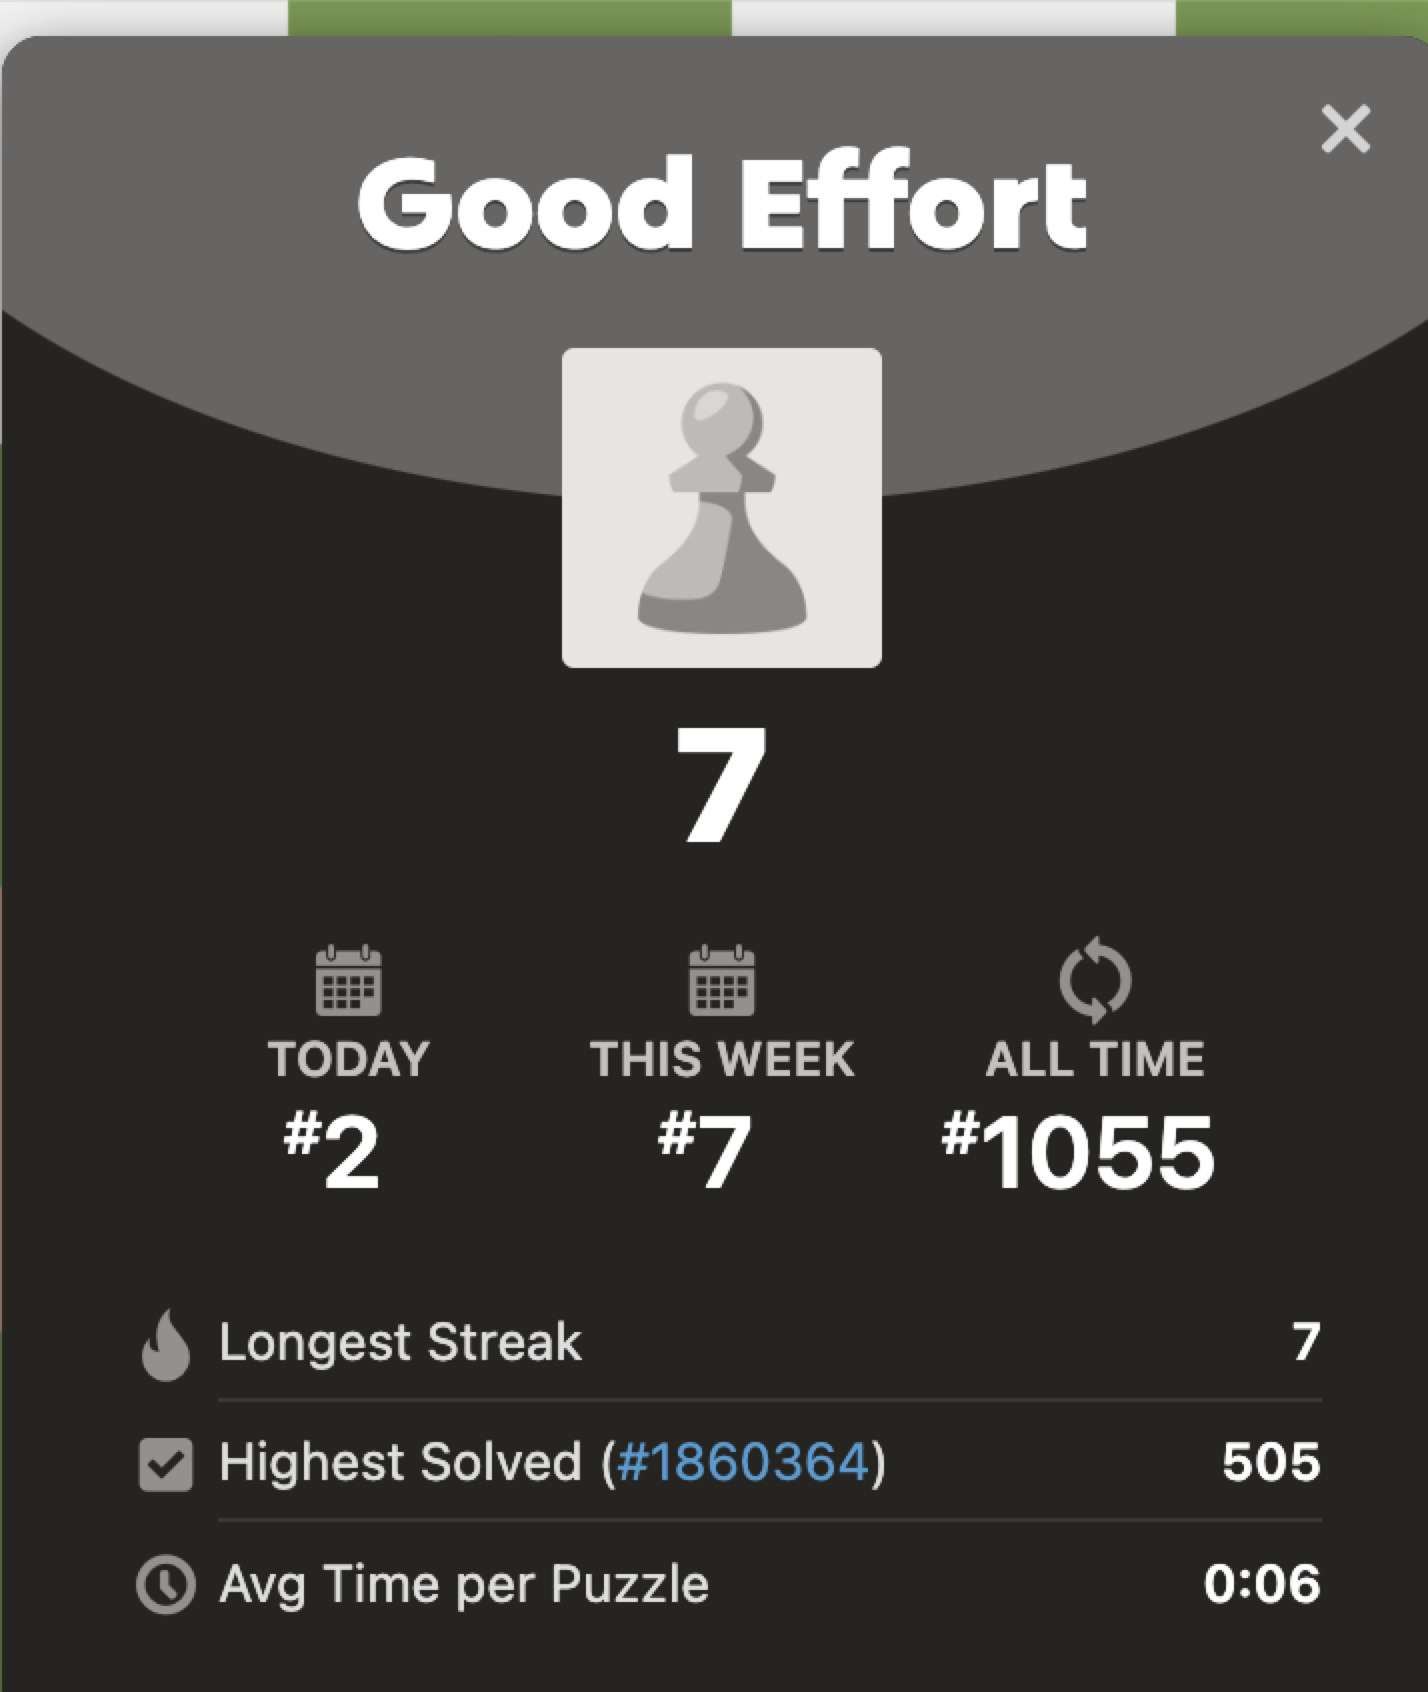 Good Effort
7
TODAY
THIS WEEK
ALL TIME
#2
#7
#1055
Longest Streak 7
Highest Solved (#1860364) 505
Avg Time per Puzzle 0:06